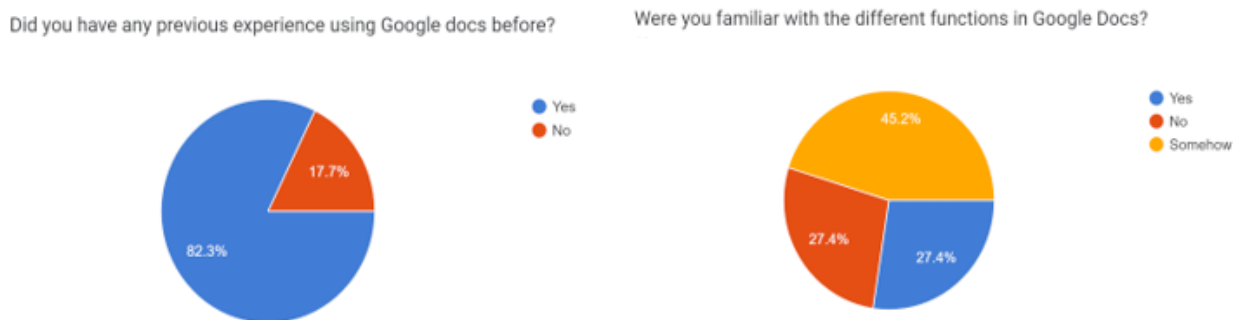 Did you have any previous experience using Google docs before?
Yes
No
17.7%
82.3%
Were you familiar with the different functions in Google Docs?
Yes
No
Somehow
45.2%
27.4%
27.4%